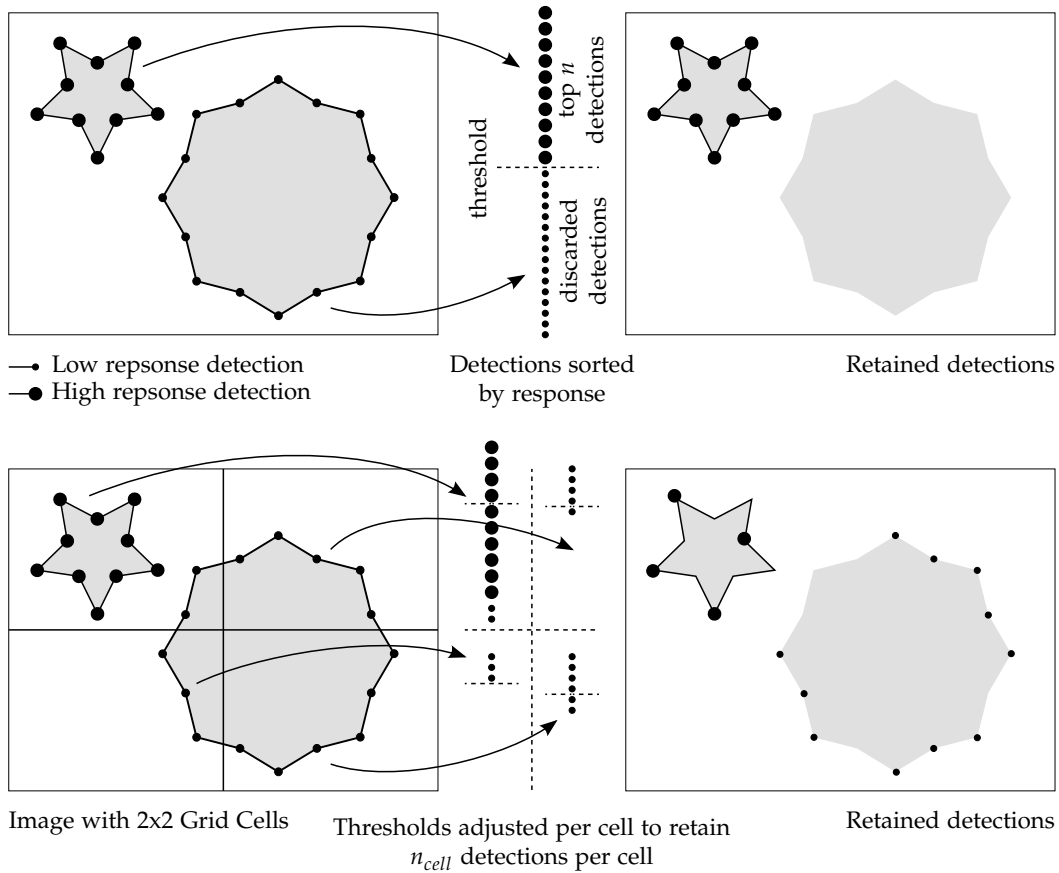 threshold
top n
detections
discarded
detections
Low repsonse detection
High repsonse detection
Detections sorted
by response
Retained detections
Image with 2x2 Grid Cells
Thresholds adjusted per cell to retain
n_cell detections per cell
Retained detections